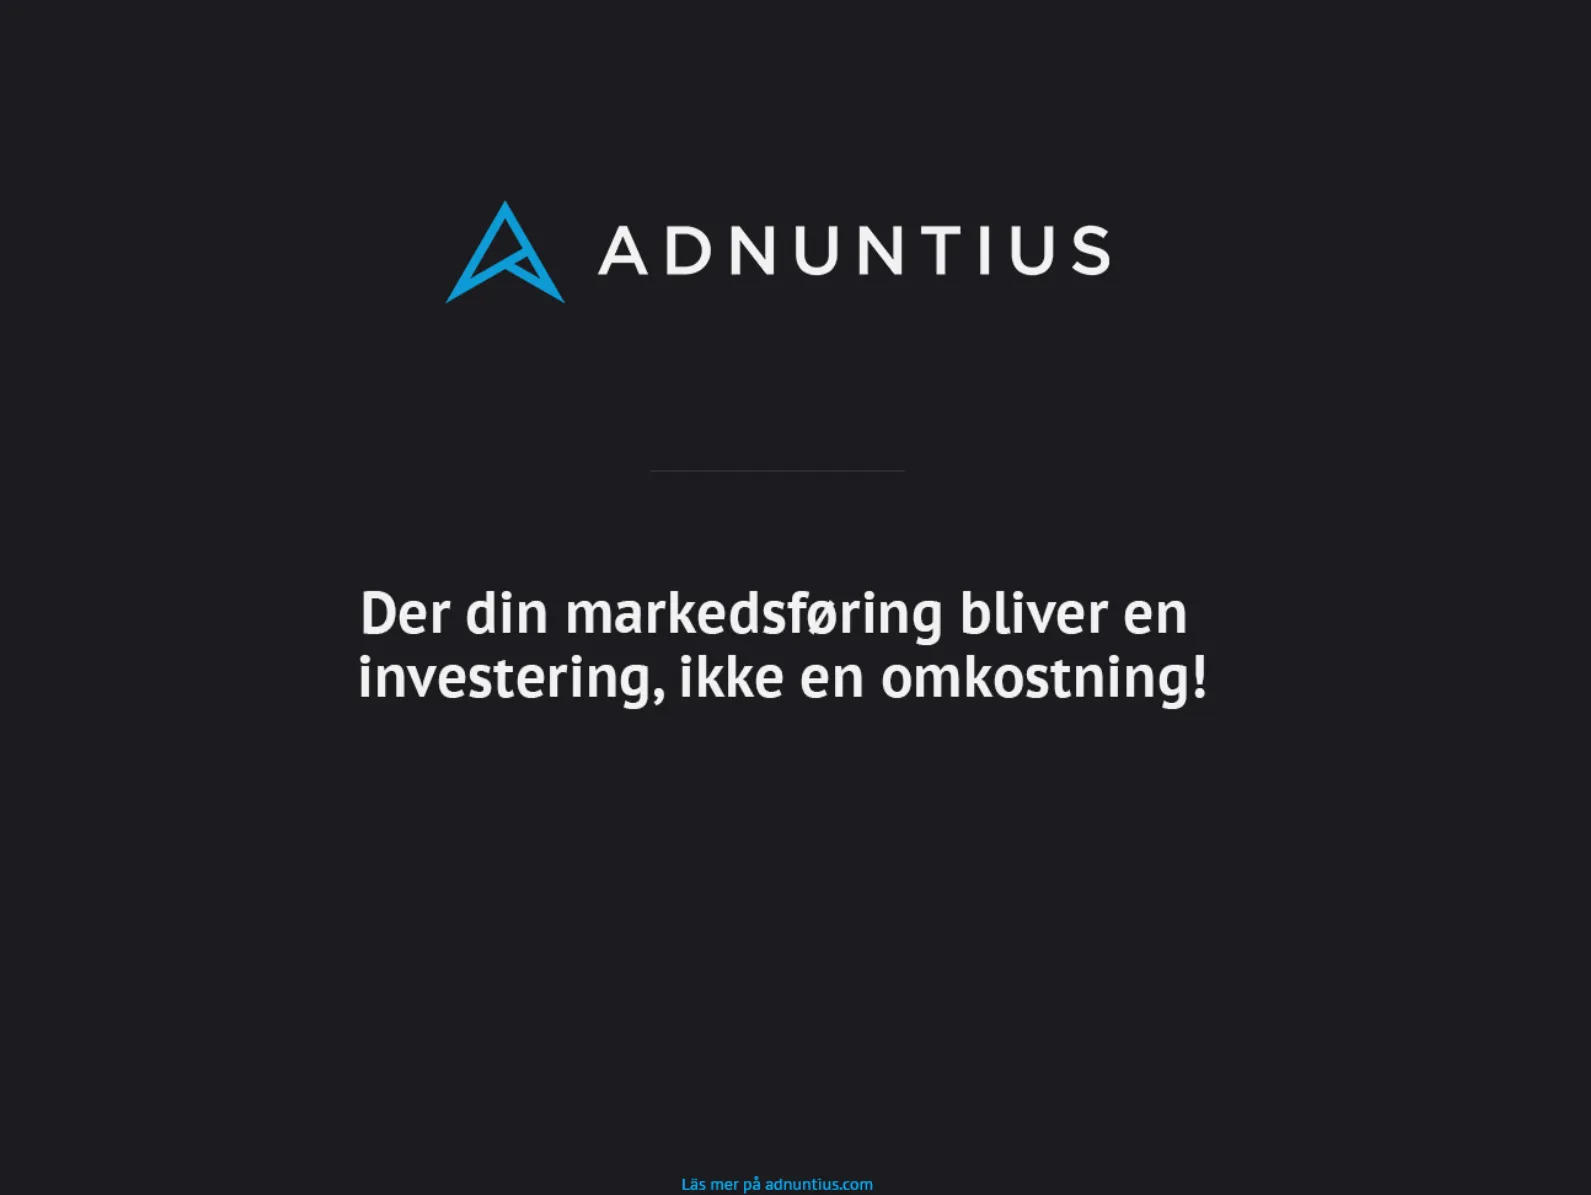 ADNUNTIUS
Der din markedsføring bliver en
investering, ikke en omkostning!
Läs mer på adnuntius.com